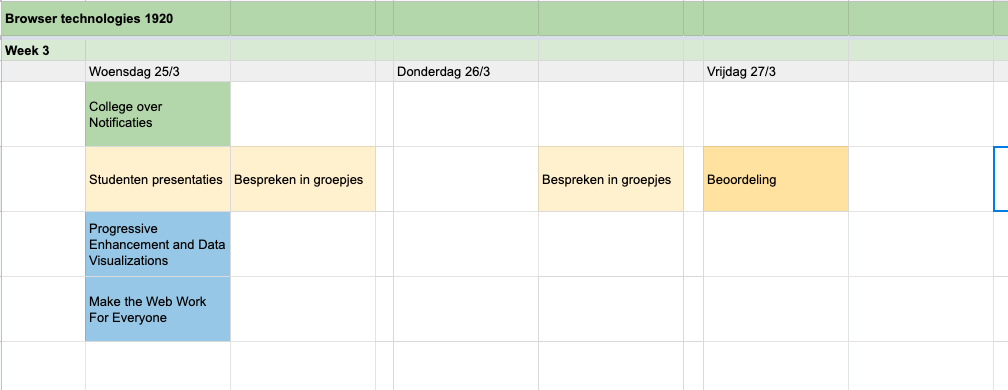 Browser technologies 1920
Week 3
Woensdag 25/3
Donderdag 26/3
Vrijdag 27/3
College over
Notificaties
Studenten presentaties
Bespreken in groepjes
Bespreken in groepjes
Beoordeling
Progressive
Enhancement and Data
Visualizations
Make the Web Work
For Everyone